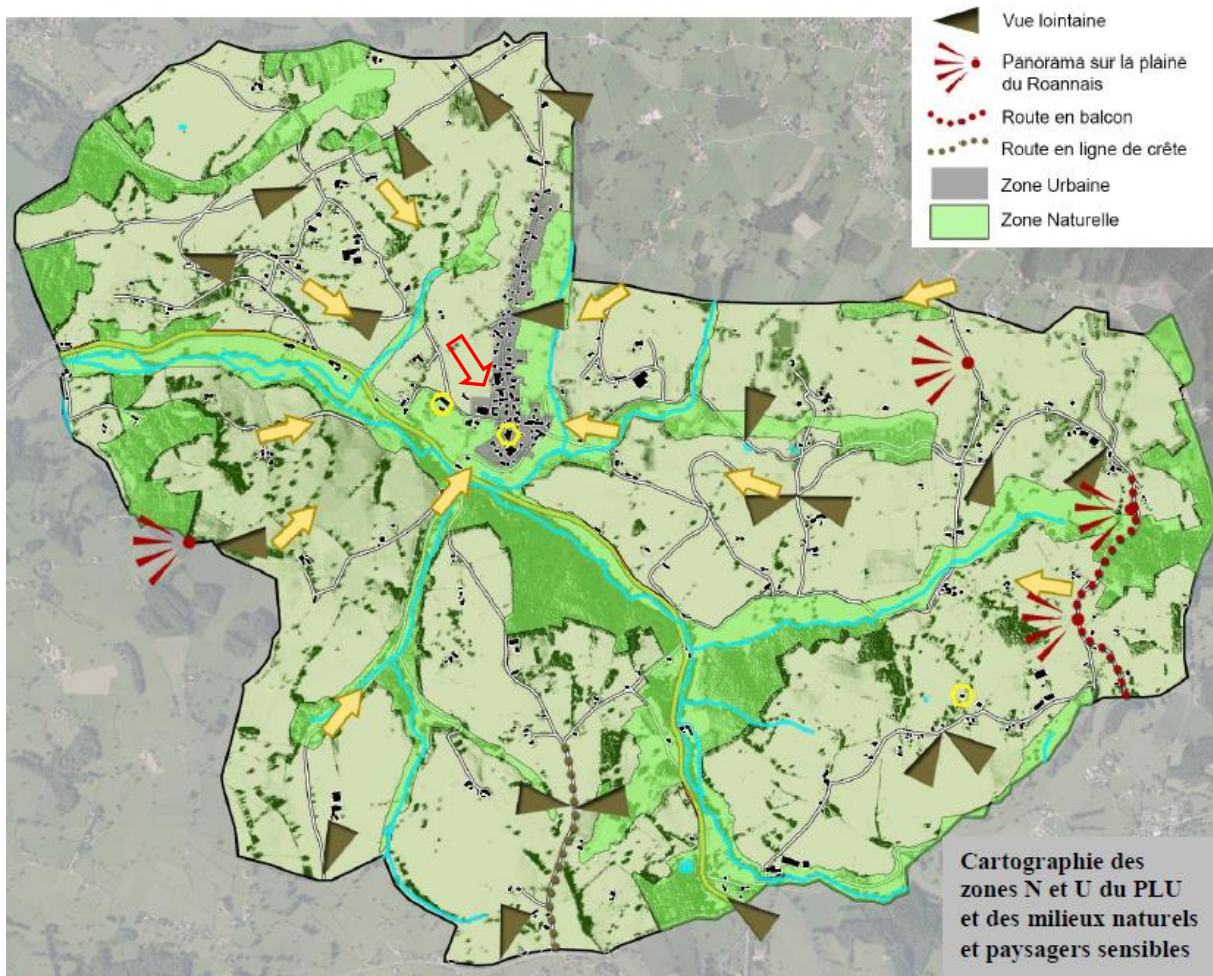 Vue lointaine
Panorama sur la plaine
du Roannais
Route en balcon
Route en ligne de crête
Zone Urbaine
Zone Naturelle
Cartographie des
zones N et U du PLU
et des milieux naturels
et paysagers sensibles